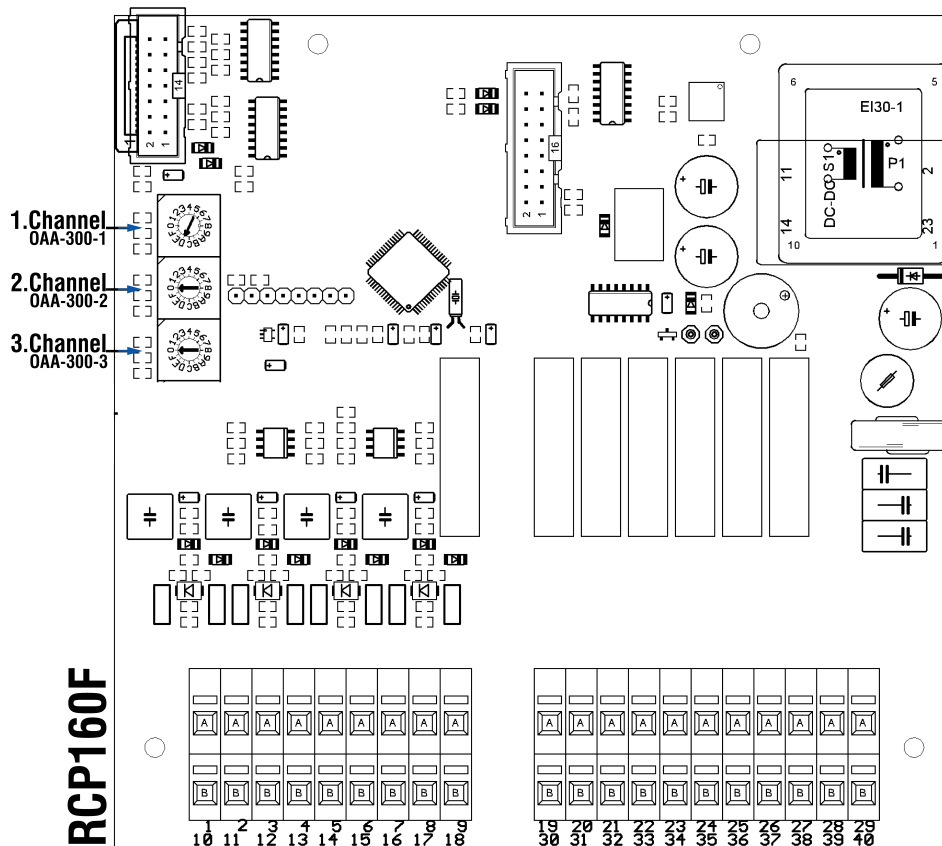 14
2 1
16
2 1
6 5
EI30-1
11 S1 P1 2
DC-DC
14 23
10 1
1.Channel
OAA-300-1
0123456789ABCDEF
2.Channel
OAA-300-2
0123456789ABCDEF
3.Channel
OAA-300-3
0123456789ABCDEF
RCP160F
A A A A A A A A A A A A A A A A A A A A
B B B B B B B B B B B B B B B B B B B B
1 2 3 4 5 6 7 8 9 19 20 21 22 23 24 25 26 27 28 29
10 11 12 13 14 15 16 17 18 30 31 32 33 34 35 36 37 38 39 40